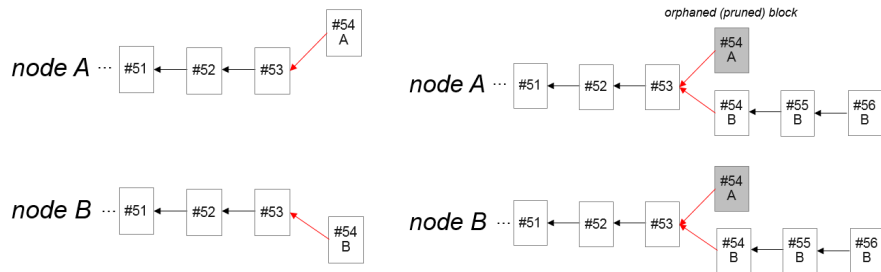 orphaned (pruned) block
node A ... #51 #52 #53 #54 A
node A ... #51 #52 #53 #54 A
#54 B #55 B #56 B
node B ... #51 #52 #53 #54 B
node B ... #51 #52 #53 #54 A
#54 B #55 B #56 B